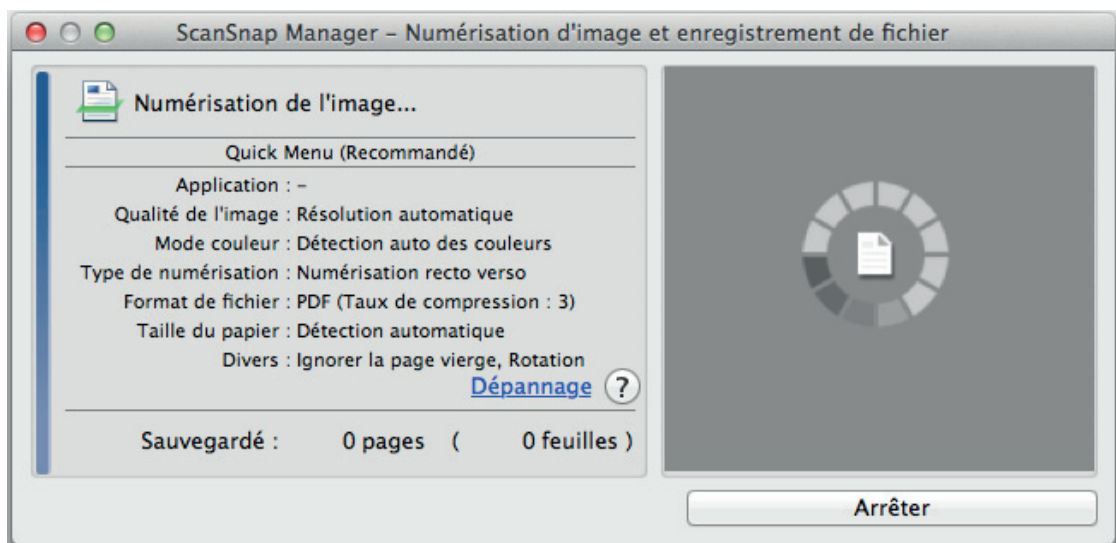 ScanSnap Manager – Numérisation d'image et enregistrement de fichier
Numérisation de l'image...
Quick Menu (Recommandé)
Application : –
Qualité de l'image : Résolution automatique
Mode couleur : Détection auto des couleurs
Type de numérisation : Numérisation recto verso
Format de fichier : PDF (Taux de compression : 3)
Taille du papier : Détection automatique
Divers : Ignorer la page vierge, Rotation
Dépannage ?
Sauvegardé : 0 pages ( 0 feuilles )
Arrêter